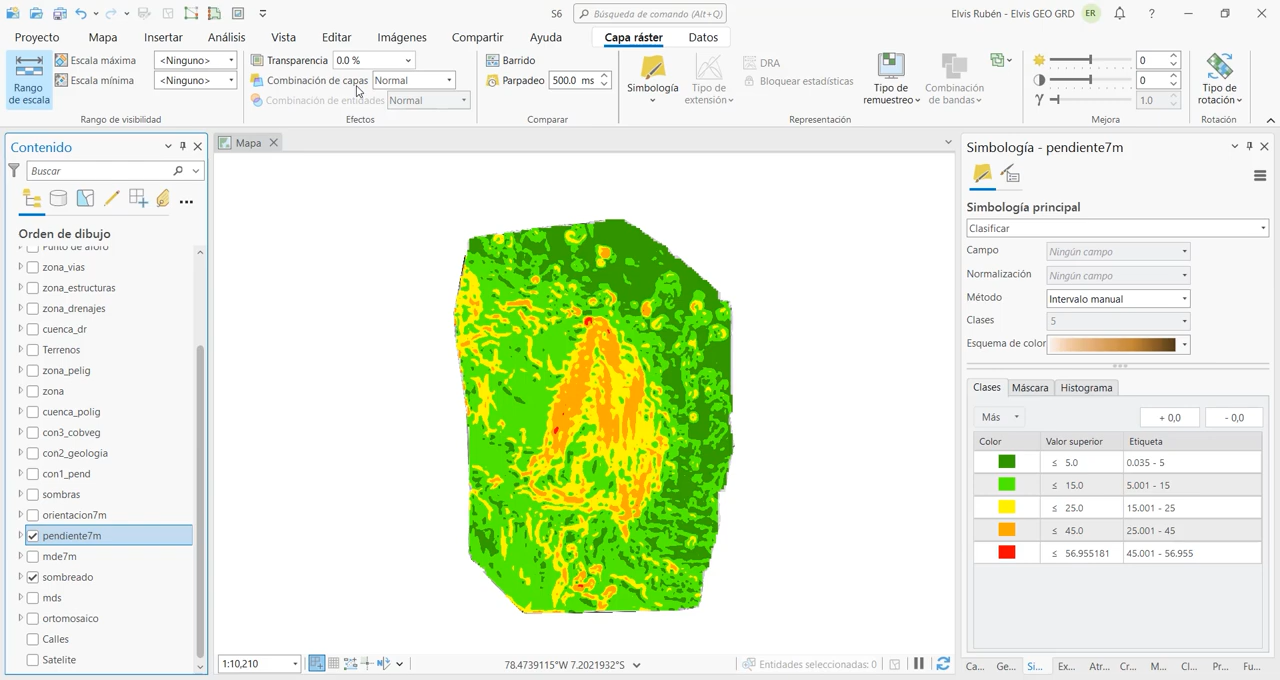 S6
Búsqueda de comando (Alt+Q)
Elvis Rubén - Elvis GEO GRD
ER
?
Proyecto
Mapa
Insertar
Análisis
Vista
Editar
Imágenes
Compartir
Ayuda
Capa ráster
Datos
Rango
de escala
Escala máxima
<Ninguno>
Escala mínima
<Ninguno>
Rango de visibilidad
Transparencia
0.0 %
Combinación de capas
Normal
Combinación de entidades
Normal
Efectos
Barrido
Parpadeo
500.0 ms
Comparar
Simbología
Tipo de
extensión
DRA
Bloquear estadísticas
Tipo de
remuestreo
Combinación
de bandas
Representación
0
0
γ
1.0
Mejora
Tipo de
rotación
Rotación
Contenido
Buscar
Orden de dibujo
Punto de aforo
zona_vias
zona_estructuras
zona_drenajes
cuenca_dr
Terrenos
zona_pelig
zona
cuenca_polig
con3_cobveg
con2_geologia
con1_pend
sombras
orientacion7m
pendiente7m
mde7m
sombreado
mds
ortomosaico
Calles
Satelite
Mapa
1:10,210
78.4739115°W 7.2021932°S
Entidades seleccionadas: 0
Simbología - pendiente7m
Simbología principal
Clasificar
Campo
Ningún campo
Normalización
Ningún campo
Método
Intervalo manual
Clases
5
Esquema de color
Clases
Máscara
Histograma
Más
+ 0,0
- 0,0
Color
Valor superior
Etiqueta
≤ 5.0
0.035 - 5
≤ 15.0
5.001 - 15
≤ 25.0
15.001 - 25
≤ 45.0
25.001 - 45
≤ 56.955181
45.001 - 56.955
Ca...
Ge...
Si...
Ex...
Atr...
Cr...
M...
Cl...
Pr...
Fu...